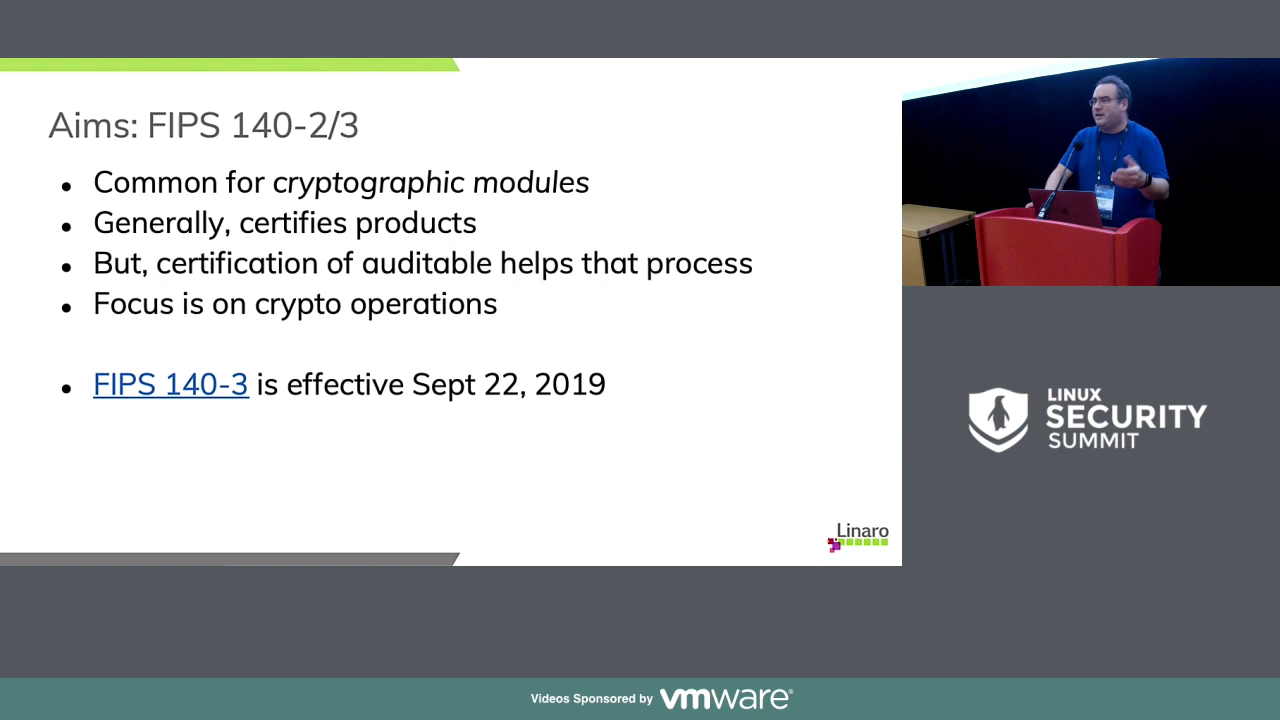 Aims: FIPS 140-2/3
Common for cryptographic modules
Generally, certifies products
But, certification of auditable helps that process
Focus is on crypto operations
FIPS 140-3 is effective Sept 22, 2019
Linaro
LINUX
SECURITY
SUMMIT
Videos Sponsored by vmware®